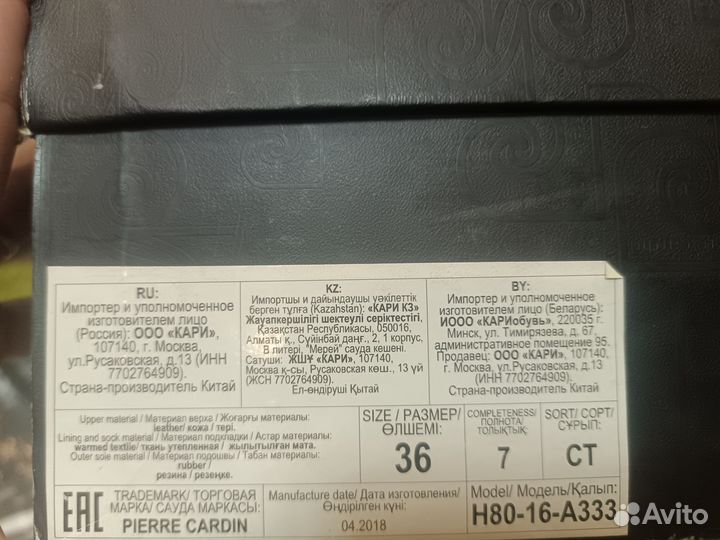 RU:
Импортер и уполномоченное
изготовителем лицо
(Россия): ООО «КАРИ»,
107140, г. Москва,
ул.Русаковская, д.13 (ИНН
7702764909).
Страна-производитель Китай
KZ:
Импортшы и дайындаушы уәкілеттік
берген тұлға (Kazahstan): «КАРИ КЗ»
Жауапкершілігі шектеулі серіктестігі,
Қазақстан Республикасы, 050016,
Алматы қ., Суйінбай даңғ., 2, 1 корпус,
В литері, "Мерей" сауда кешені.
Сатушы: ЖШҰ «КАРИ», 107140,
Москва қ-сы, Русаковская көш., 13 үй
(ЖСН 7702764909).
Ел-өндіруші Қытай
BY:
Импортер и уполномоченное
изготовителем лицо (Беларусь):
ИООО «КАРИобувь», 220035 г.
Минск, ул. Тимирязева, д. 67,
административное помещение 95.
Продавец: ООО «КАРИ», 107140,
г. Москва, ул.Русаковская, д.13
(ИНН 7702764909).
Страна-производитель Китай
Upper material / Материал верха / Жоғарғы материалы:
leather/ кожа / тері.
Lining and sock material / Материал подкладки / Астар материалы:
warmed textile/ ткань утепленная / жылытылған мата.
Outer sole material / Материал подошвы / Табан материалы:
rubber /
резина / резеңке.
SIZE / РАЗМЕР/
ӨЛШЕМІ:
36
COMPLETENESS/
ПОЛНОТА/
ТОЛЫҚТЫҚ:
7
SORT/ СОРТ/
СҰРЫП:
СТ
EAC
TRADEMARK/ ТОРГОВАЯ
МАРКА/ САУДА МАРКАСЫ:
PIERRE CARDIN
Manufacture date/ Дата изготовления/
Өндірілген күні:
04.2018
Model/ Модель/Қалып:
H80-16-A333
Avito